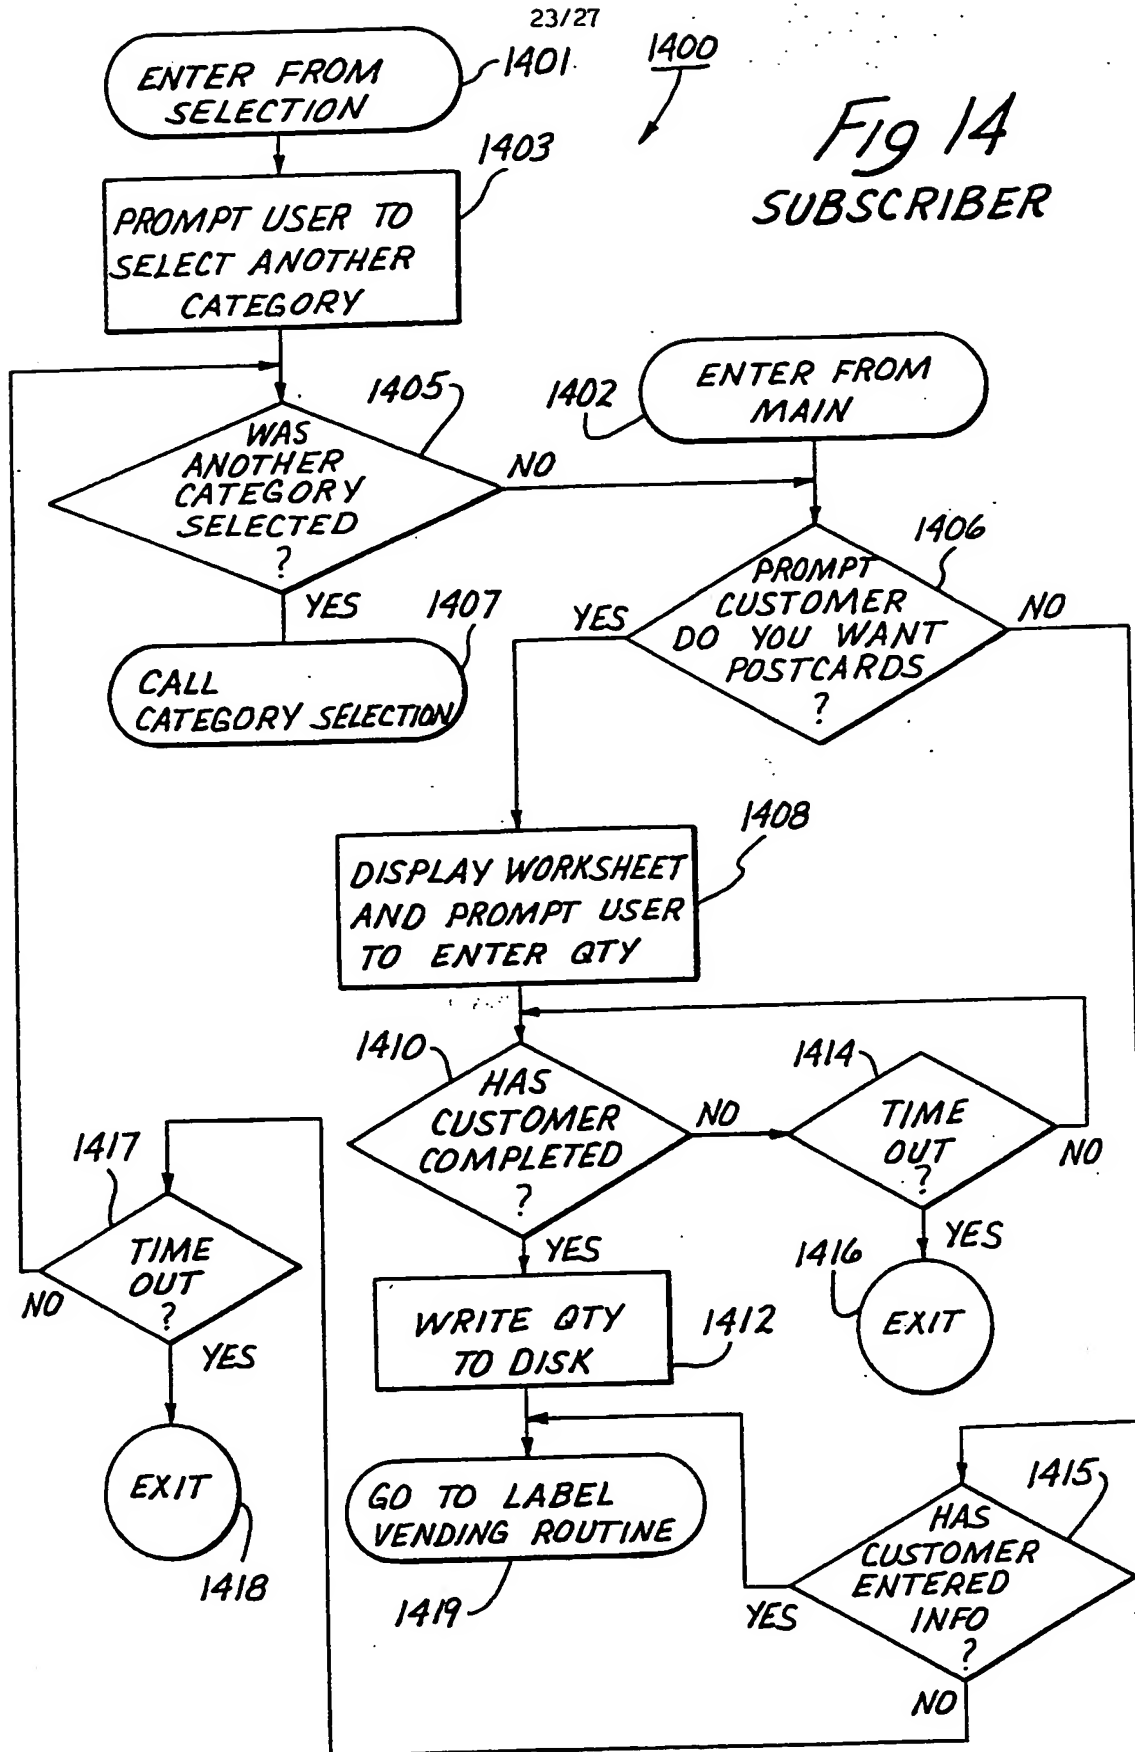 23/27
1400
Fig 14
SUBSCRIBER
ENTER FROM
SELECTION
1401
1403
PROMPT USER TO
SELECT ANOTHER
CATEGORY
1405
WAS
ANOTHER
CATEGORY
SELECTED
?
NO
YES
1407
CALL
CATEGORY SELECTION
1402
ENTER FROM
MAIN
1406
PROMPT
CUSTOMER
DO YOU WANT
POSTCARDS
?
YES
NO
1408
DISPLAY WORKSHEET
AND PROMPT USER
TO ENTER QTY
1410
HAS
CUSTOMER
COMPLETED
?
NO
YES
1414
TIME
OUT
?
NO
YES
1416
EXIT
1412
WRITE QTY
TO DISK
1417
TIME
OUT
?
NO
YES
EXIT
1418
GO TO LABEL
VENDING ROUTINE
1419
1415
HAS
CUSTOMER
ENTERED
INFO
?
YES
NO